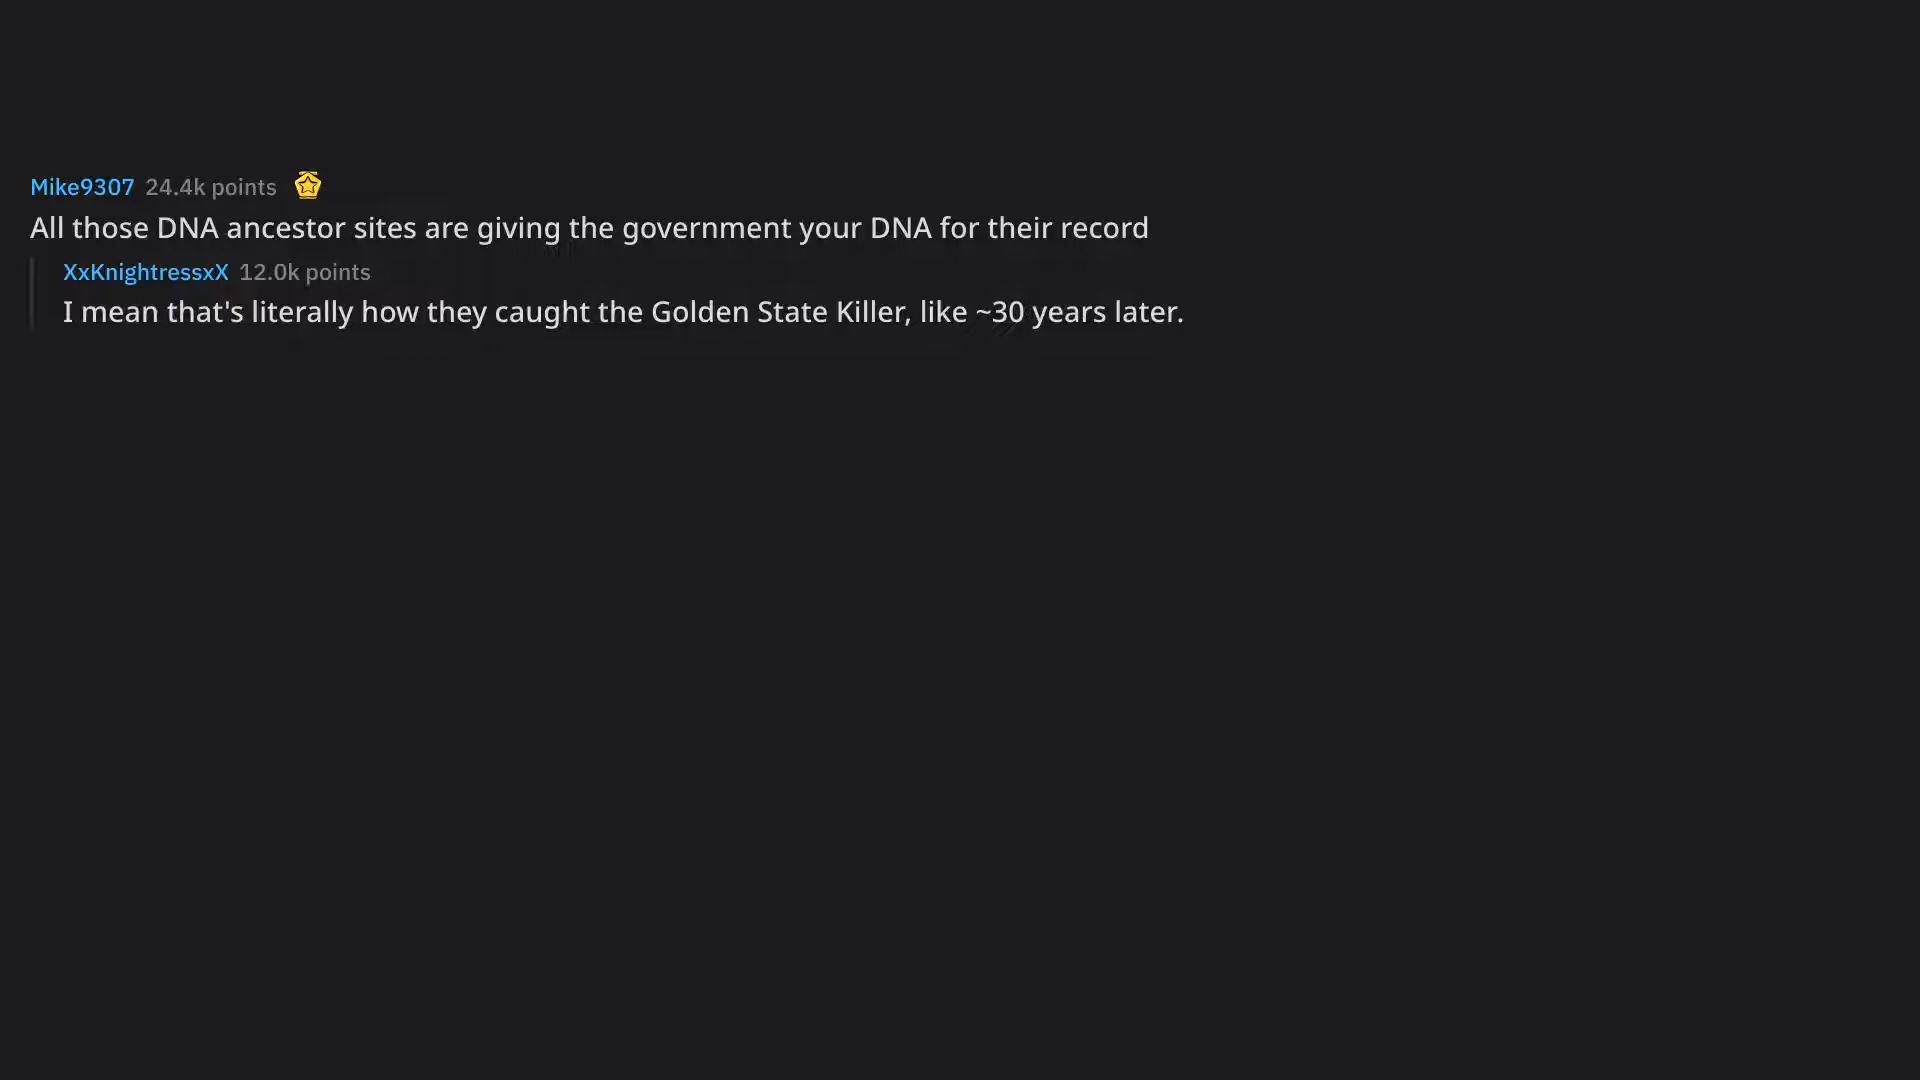 Mike9307 24.4k points
All those DNA ancestor sites are giving the government your DNA for their record
XxKnightressxX 12.0k points
I mean that's literally how they caught the Golden State Killer, like ~30 years later.